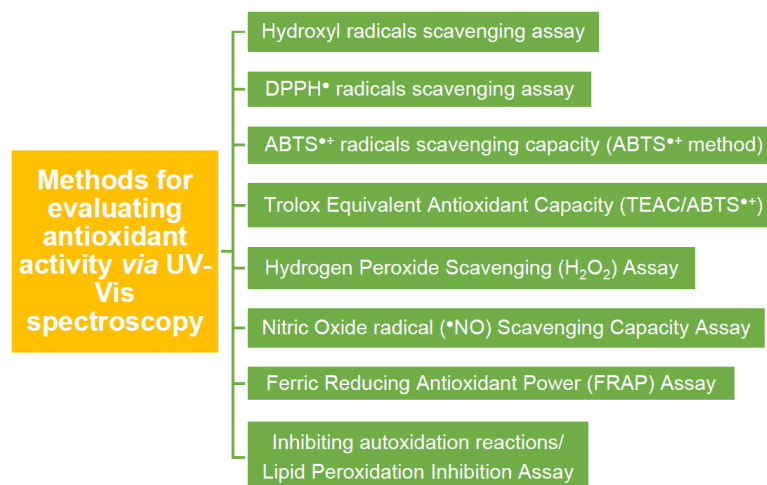 Methods for
evaluating
antioxidant
activity via UV-
Vis
spectroscopy
Hydroxyl radicals scavenging assay
DPPH• radicals scavenging assay
ABTS•⁺ radicals scavenging capacity (ABTS•⁺ method)
Trolox Equivalent Antioxidant Capacity (TEAC/ABTS•⁺)
Hydrogen Peroxide Scavenging (H₂O₂) Assay
Nitric Oxide radical (•NO) Scavenging Capacity Assay
Ferric Reducing Antioxidant Power (FRAP) Assay
Inhibiting autoxidation reactions/
Lipid Peroxidation Inhibition Assay